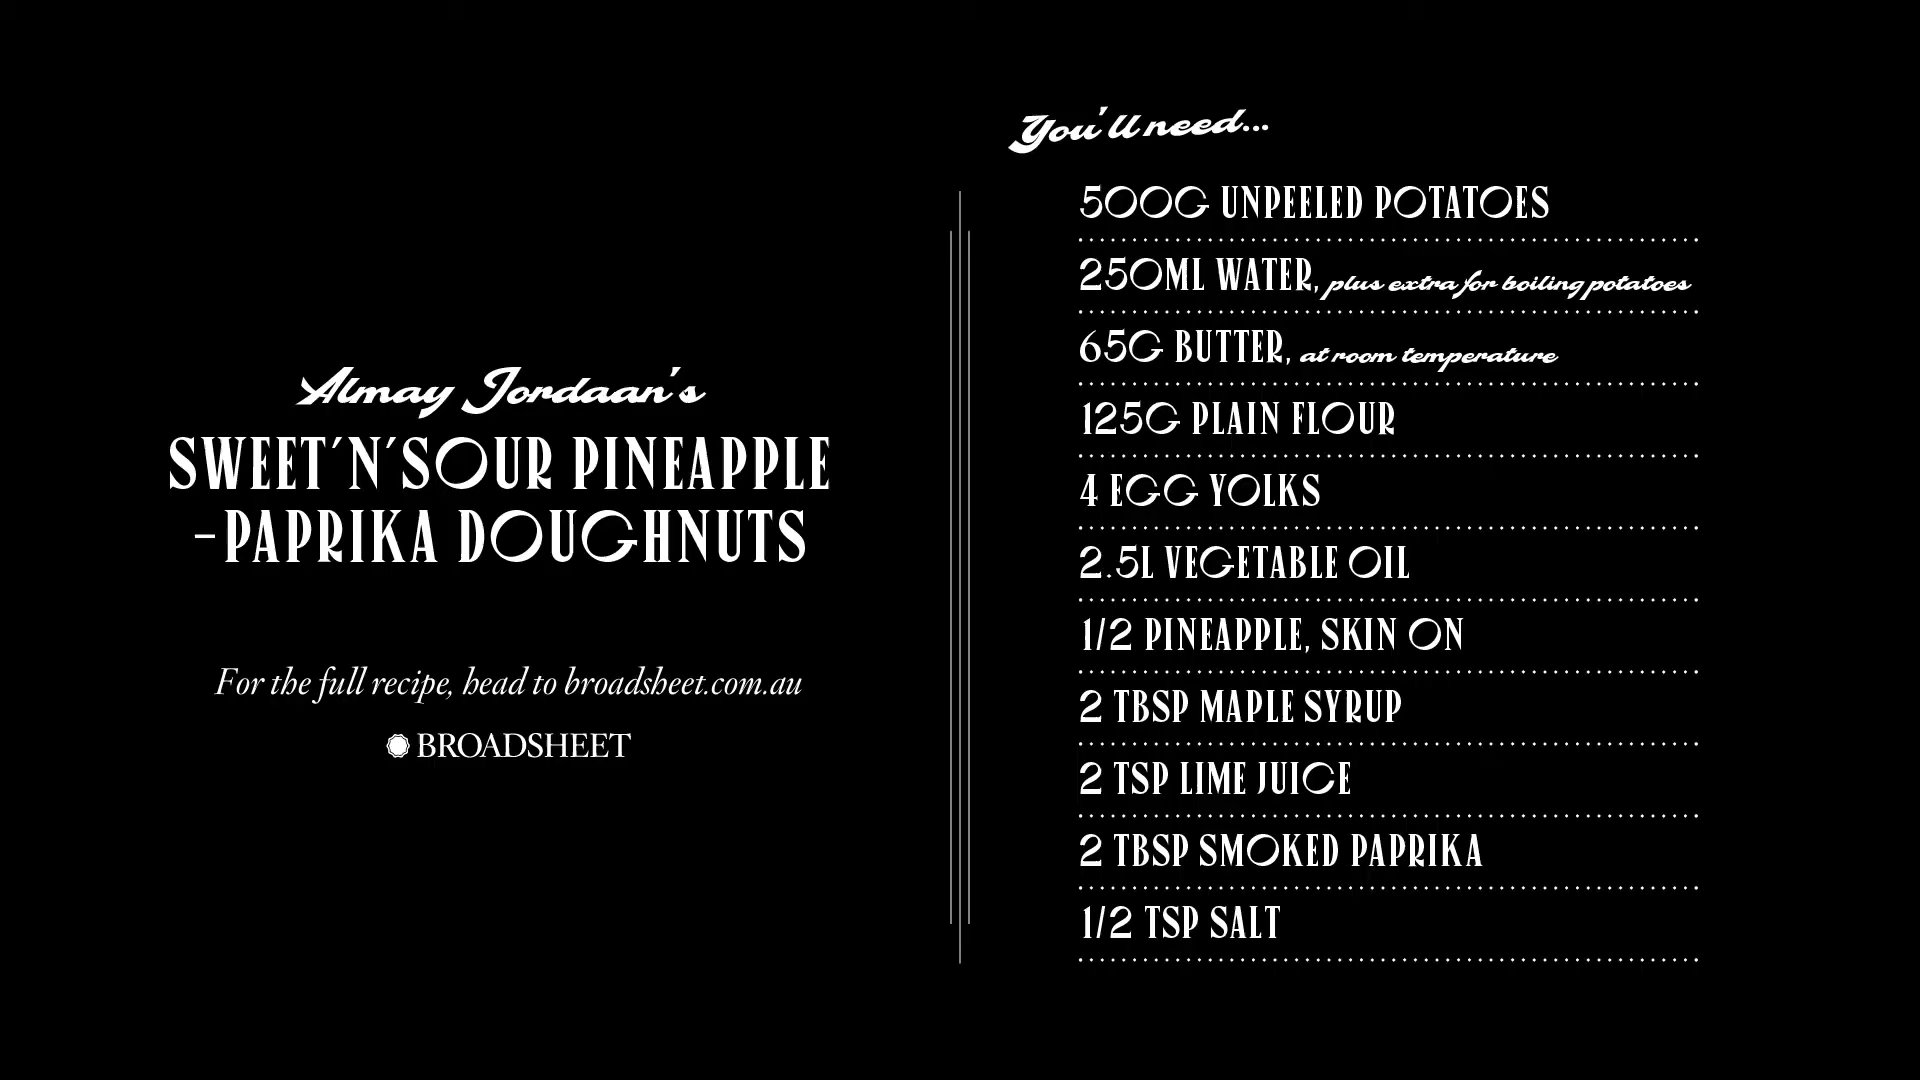 Almay Jordaan's
SWEET'N'SOUR PINEAPPLE
-PAPRIKA DOUGHNUTS
For the full recipe, head to broadsheet.com.au
BROADSHEET
You'll need...
500G UNPEELED POTATOES
250ML WATER, plus extra for boiling potatoes
65G BUTTER, at room temperature
125G PLAIN FLOUR
4 EGG YOLKS
2.5L VEGETABLE OIL
1/2 PINEAPPLE, SKIN ON
2 TBSP MAPLE SYRUP
2 TSP LIME JUICE
2 TBSP SMOKED PAPRIKA
1/2 TSP SALT